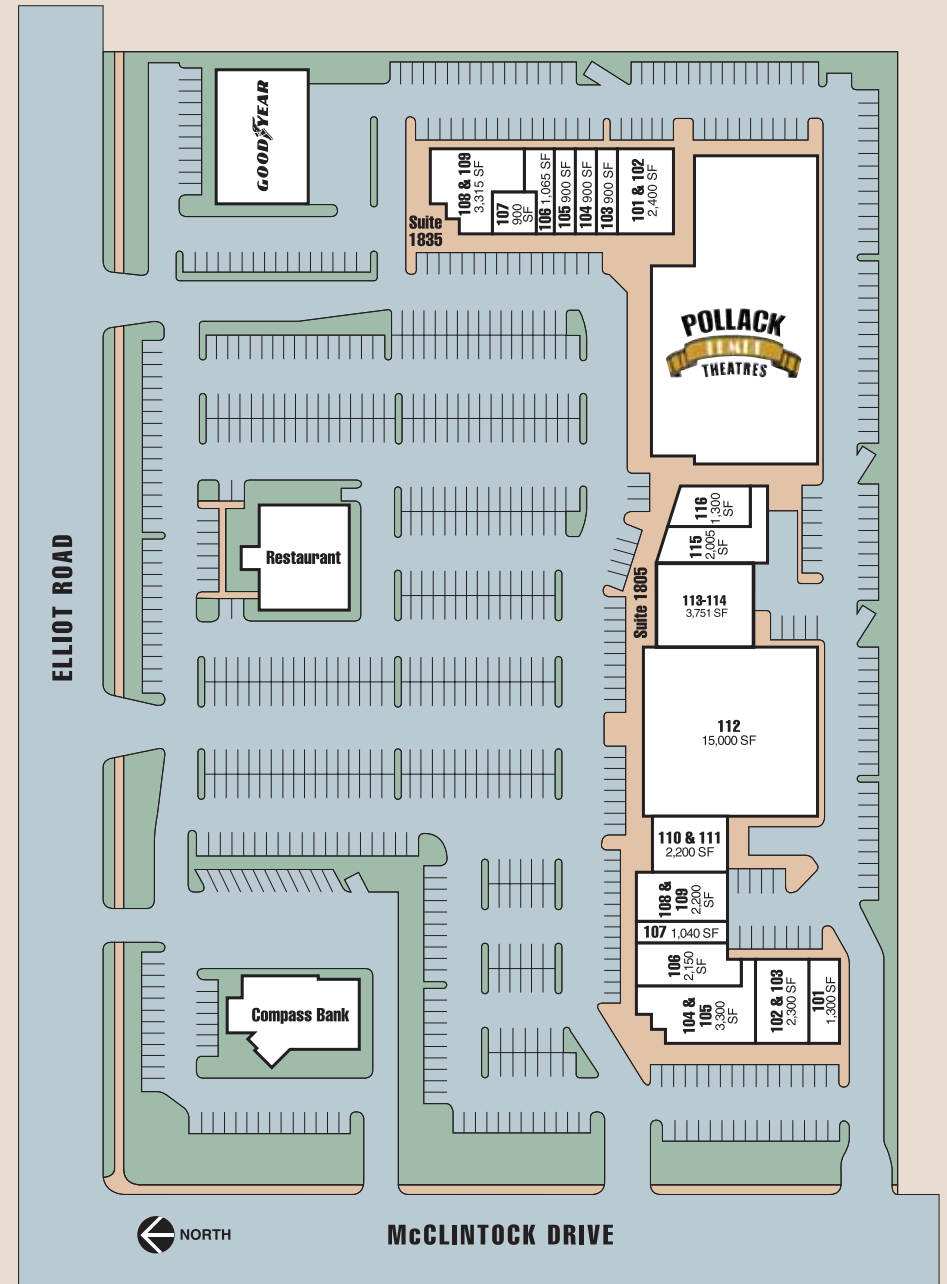 GOODYEAR
108 & 109
3,315 SF
107
900
SF
106 1,065 SF
105 900 SF
104 900 SF
103 900 SF
101 & 102
2,400 SF
Suite
1835
POLLACK
TEMPE
THEATRES
116
1,300
SF
115
2,005
SF
Restaurant
ELLIOT ROAD
Suite 1805
113-114
3,751 SF
112
15,000 SF
110 & 111
2,200 SF
108 &
109
2,200
SF
107 1,040 SF
106
2,150
SF
104 &
105
3,300
SF
102 & 103
2,300 SF
101
1,300 SF
Compass Bank
NORTH
McCLINTOCK DRIVE